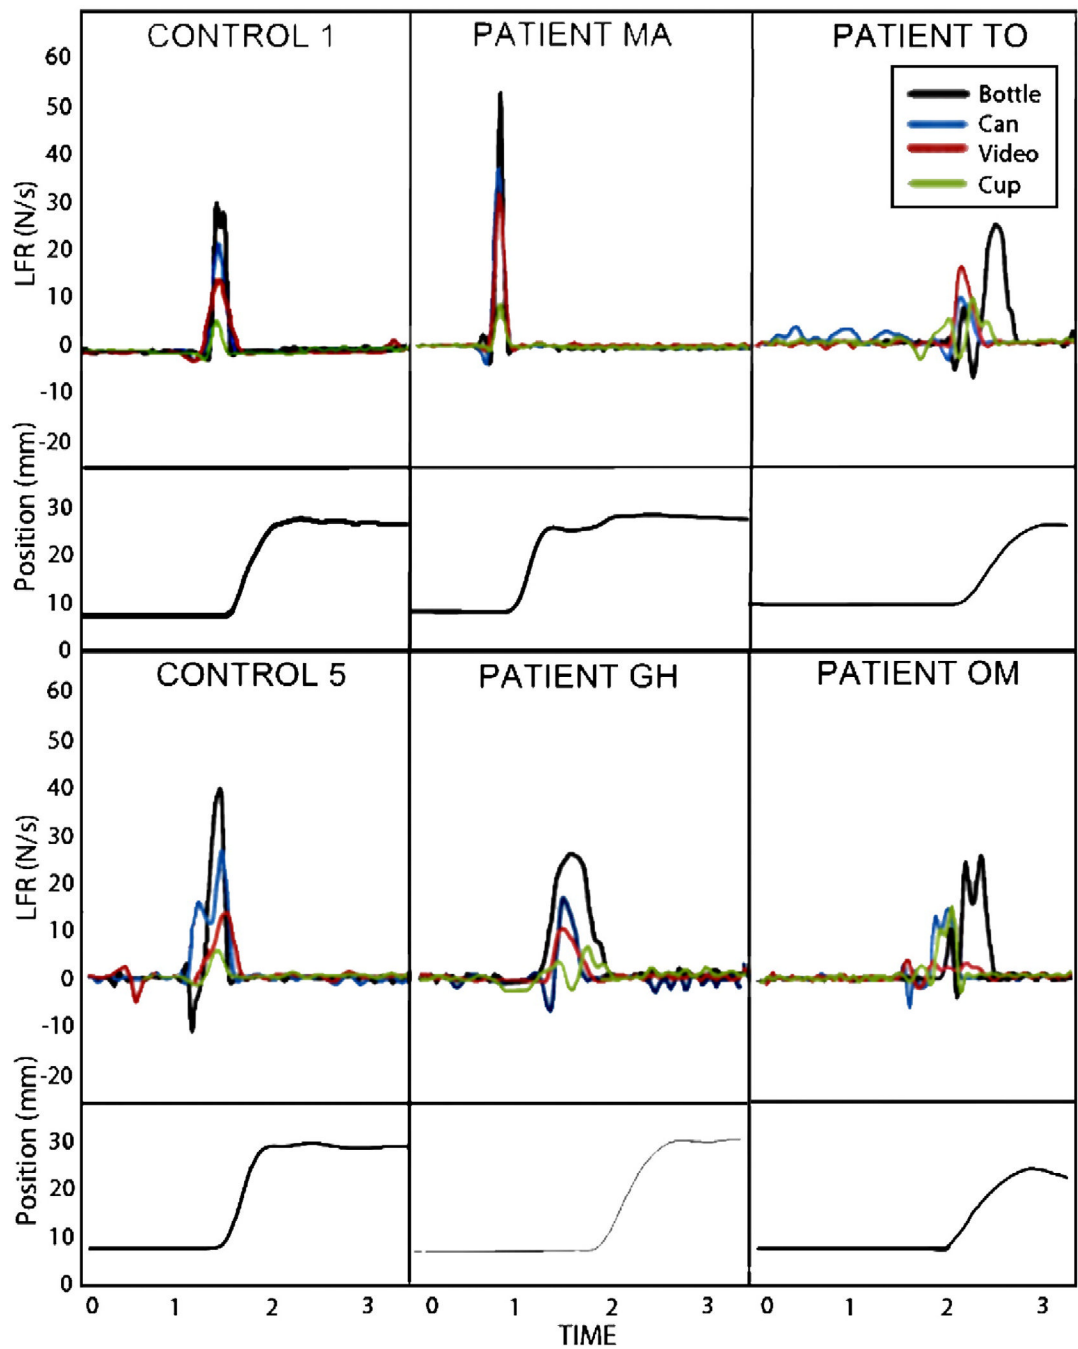 CONTROL 1
PATIENT MA
PATIENT TO
Bottle
Can
Video
Cup
LFR (N/s)
60
50
40
30
20
10
0
-10
-20
Position (mm)
30
20
10
0
CONTROL 5
PATIENT GH
PATIENT OM
LFR (N/s)
60
50
40
30
20
10
0
-10
-20
Position (mm)
30
20
10
0
0 1 2 3 0 1 2 3 0 1 2 3
TIME